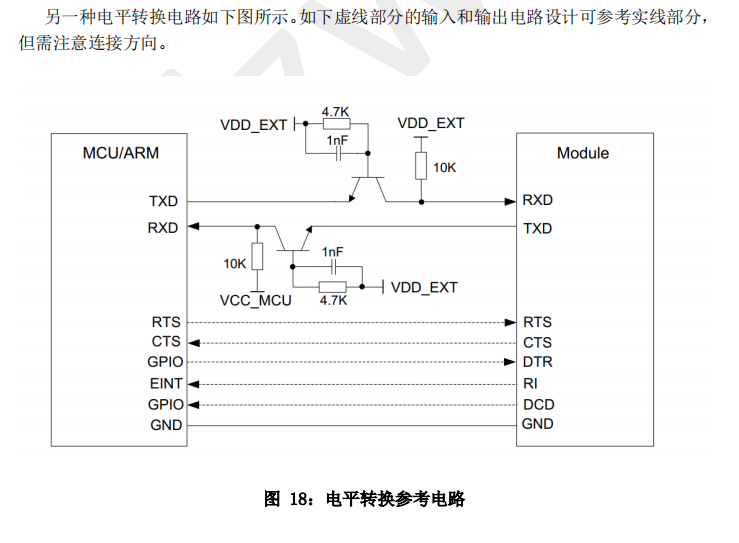 另一种电平转换电路如下图所示。如下虚线部分的输入和输出电路设计可参考实线部分，
但需注意连接方向。
4.7K
VDD_EXT
VDD_EXT
1nF
MCU/ARM
Module
10K
TXD
RXD
RXD
TXD
1nF
10K
VDD_EXT
VCC_MCU
4.7K
RTS
RTS
CTS
CTS
GPIO
DTR
EINT
RI
GPIO
DCD
GND
GND
图 18：电平转换参考电路